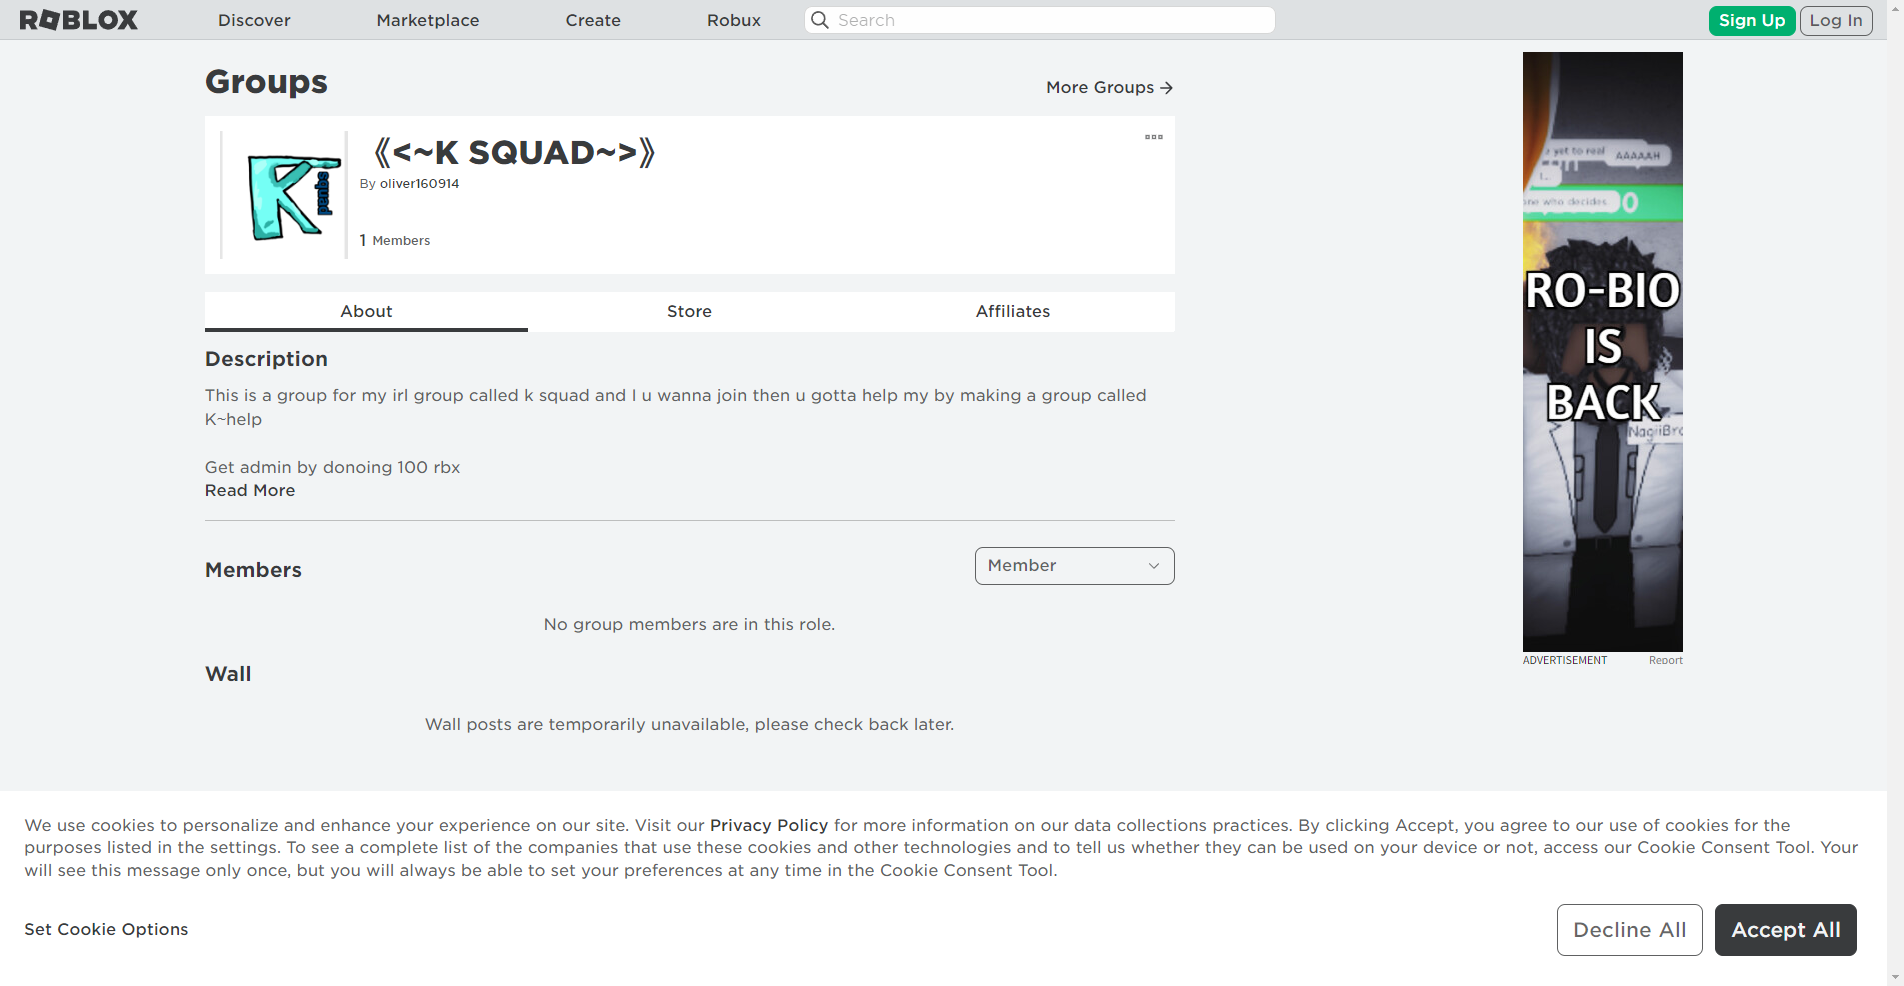 ROBLOX Discover Marketplace Create Robux Search Sign Up Log In
Groups
More Groups
K squad
《<~K SQUAD~>》
By oliver160914
1 Members
About Store Affiliates
Description
This is a group for my irl group called k squad and I u wanna join then u gotta help my by making a group called
K~help
Get admin by donoing 100 rbx
Read More
Members
Member
No group members are in this role.
Wall
Wall posts are temporarily unavailable, please check back later.
yet to real
AAAAAH
one who decides.
RO-BIO
IS
BACK
NagiiBro
ADVERTISEMENT Report
We use cookies to personalize and enhance your experience on our site. Visit our Privacy Policy for more information on our data collections practices. By clicking Accept, you agree to our use of cookies for the
purposes listed in the settings. To see a complete list of the companies that use these cookies and other technologies and to tell us whether they can be used on your device or not, access our Cookie Consent Tool. Your
will see this message only once, but you will always be able to set your preferences at any time in the Cookie Consent Tool.
Set Cookie Options
Decline All
Accept All